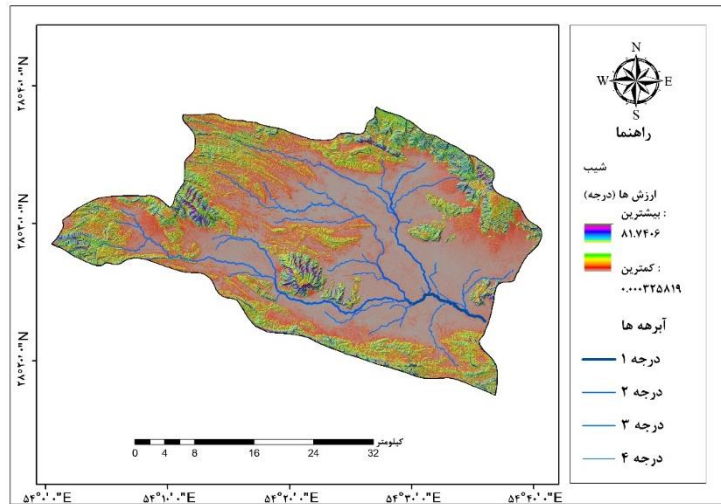 N
W E
S
راهنما
شیب
ارزش ها (درجه)
بیشترین :
۸۱.۷۴۰۶
کمترین :
۰.۰۰۰۳۲۵۸۱۹
آبرهه ها
درجه ۱
درجه ۲
درجه ۳
درجه ۴
۲۸°۴۰'۰"N
۲۸°۳۰'۰"N
۲۸°۲۰'۰"N
کیلومتر
0 4 8 16 24 32
۵۴°۰'۰"E ۵۴°۱۰'۰"E ۵۴°۲۰'۰"E ۵۴°۳۰'۰"E ۵۴°۴۰'۰"E